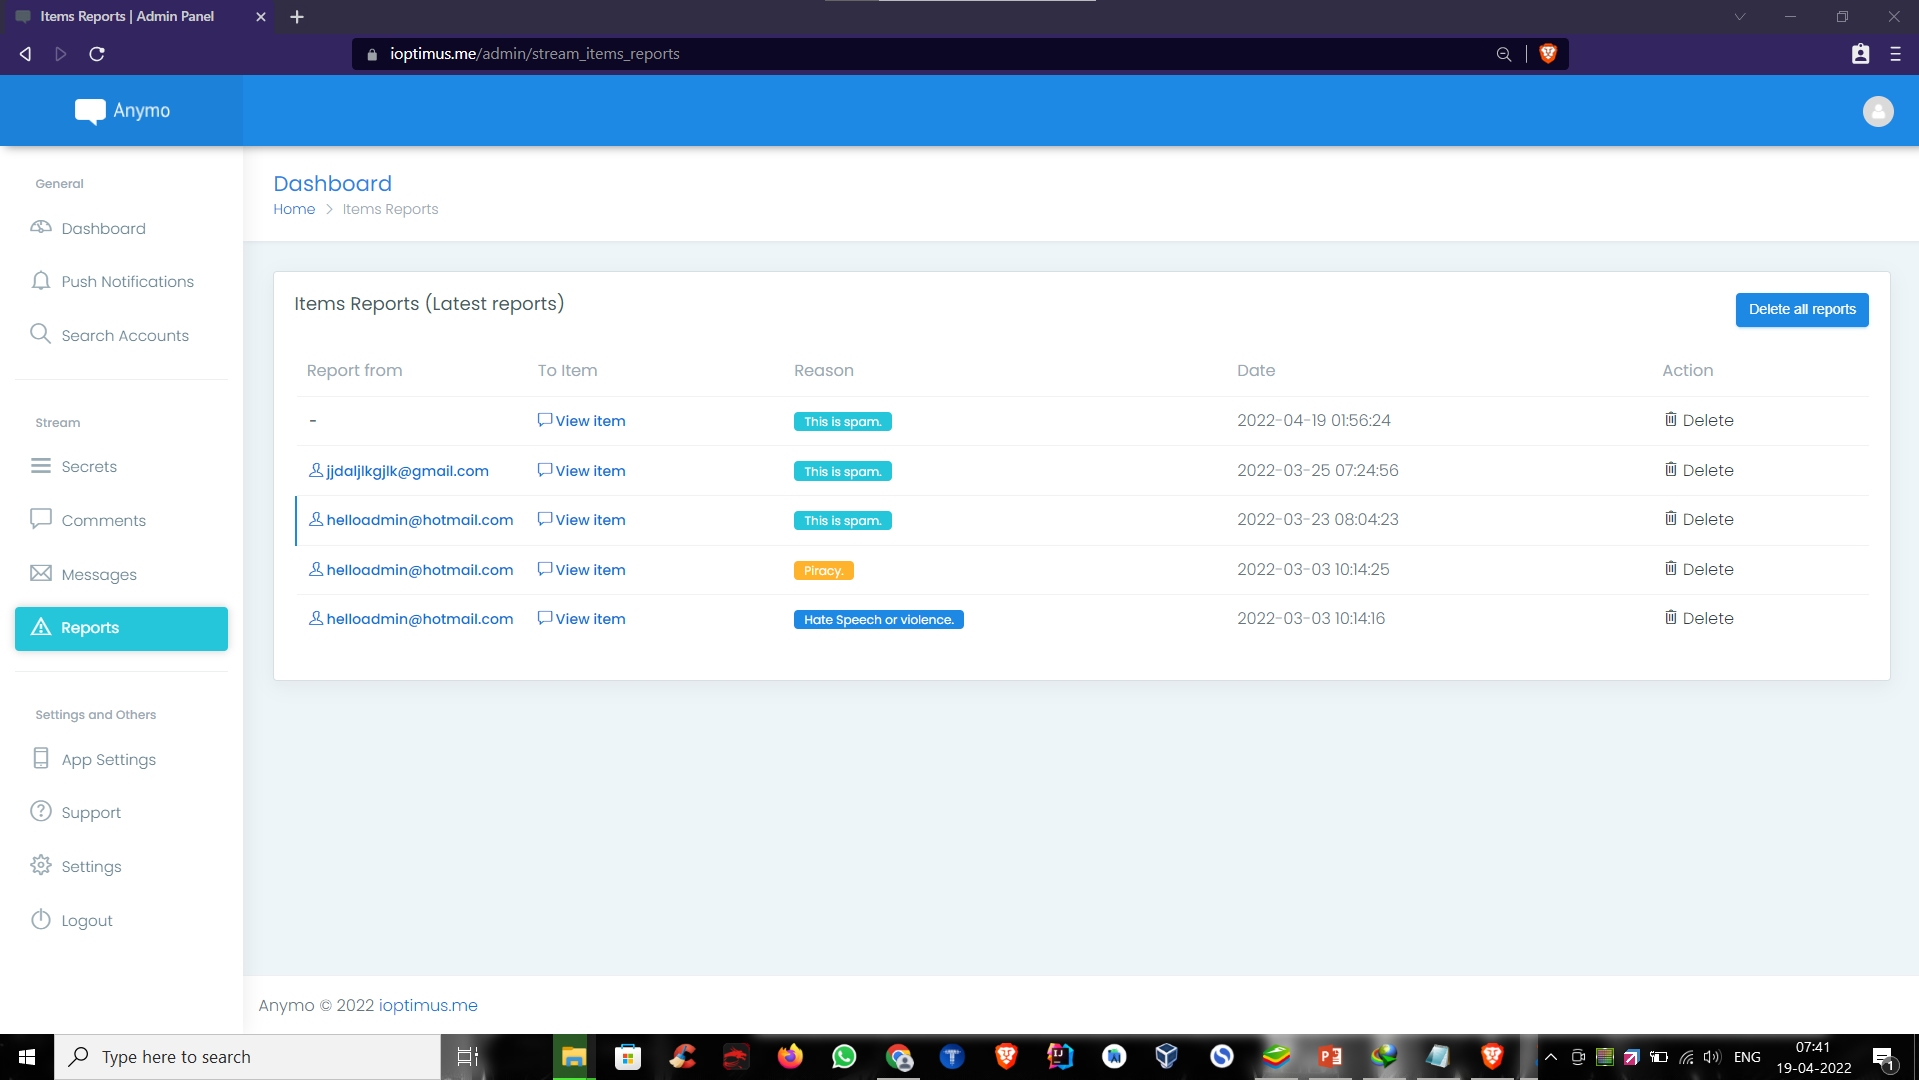 Items Reports | Admin Panel
ioptimus.me/admin/stream_items_reports
Anymo
General
Dashboard
Push Notifications
Search Accounts
Stream
Secrets
Comments
Messages
Reports
Settings and Others
App Settings
Support
Settings
Logout
Dashboard
Home > Items Reports
Items Reports (Latest reports)
Delete all reports
Report from To Item Reason Date Action
- View item This is spam. 2022-04-19 01:56:24 Delete
jjdaljlkgjlk@gmail.com View item This is spam. 2022-03-25 07:24:56 Delete
helloadmin@hotmail.com View item This is spam. 2022-03-23 08:04:23 Delete
helloadmin@hotmail.com View item Piracy. 2022-03-03 10:14:25 Delete
helloadmin@hotmail.com View item Hate Speech or violence. 2022-03-03 10:14:16 Delete
Anymo © 2022 ioptimus.me
Type here to search
ENG
07:41
19-04-2022
1